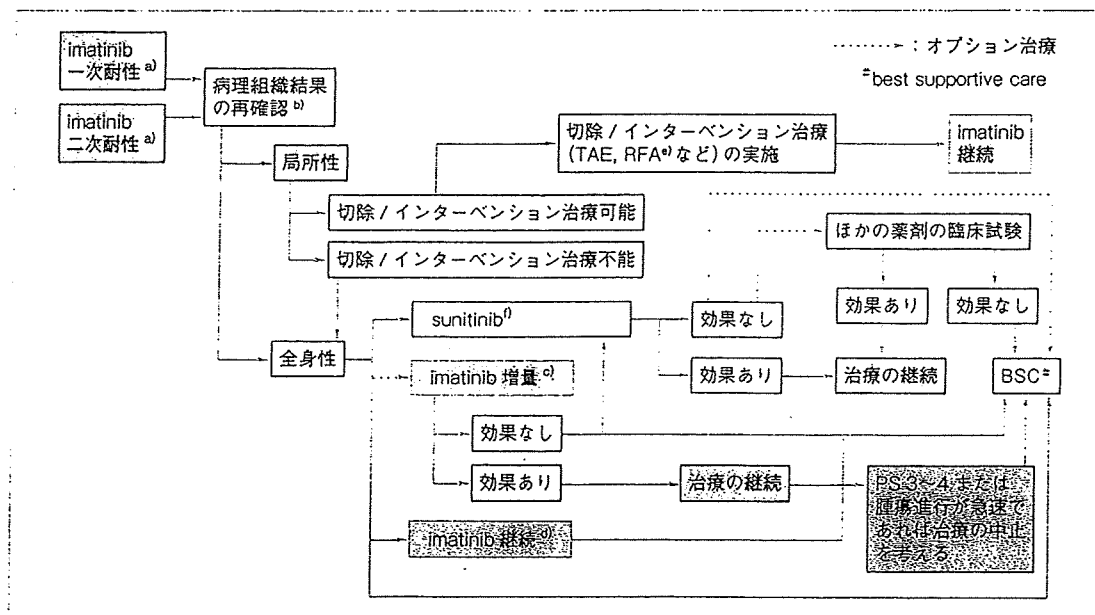 imatinib
一次耐性 a)
imatinib
二次耐性 a)
病理組織結果
の再確認 b)
········▸ : オプション治療
#best supportive care
局所性
切除 / インターベンション治療
(TAE, RFA e) など) の実施
imatinib
継続
切除 / インターベンション治療可能
切除 / インターベンション治療不能
ほかの薬剤の臨床試験
sunitinib f)
効果なし
効果あり
効果なし
全身性
imatinib 増量 c)
効果あり
治療の継続
BSC #
効果なし
効果あり
治療の継続
PS 3~4 または
腫瘍進行が急速で
あれば治療の中止
を考える
imatinib 継続 d)